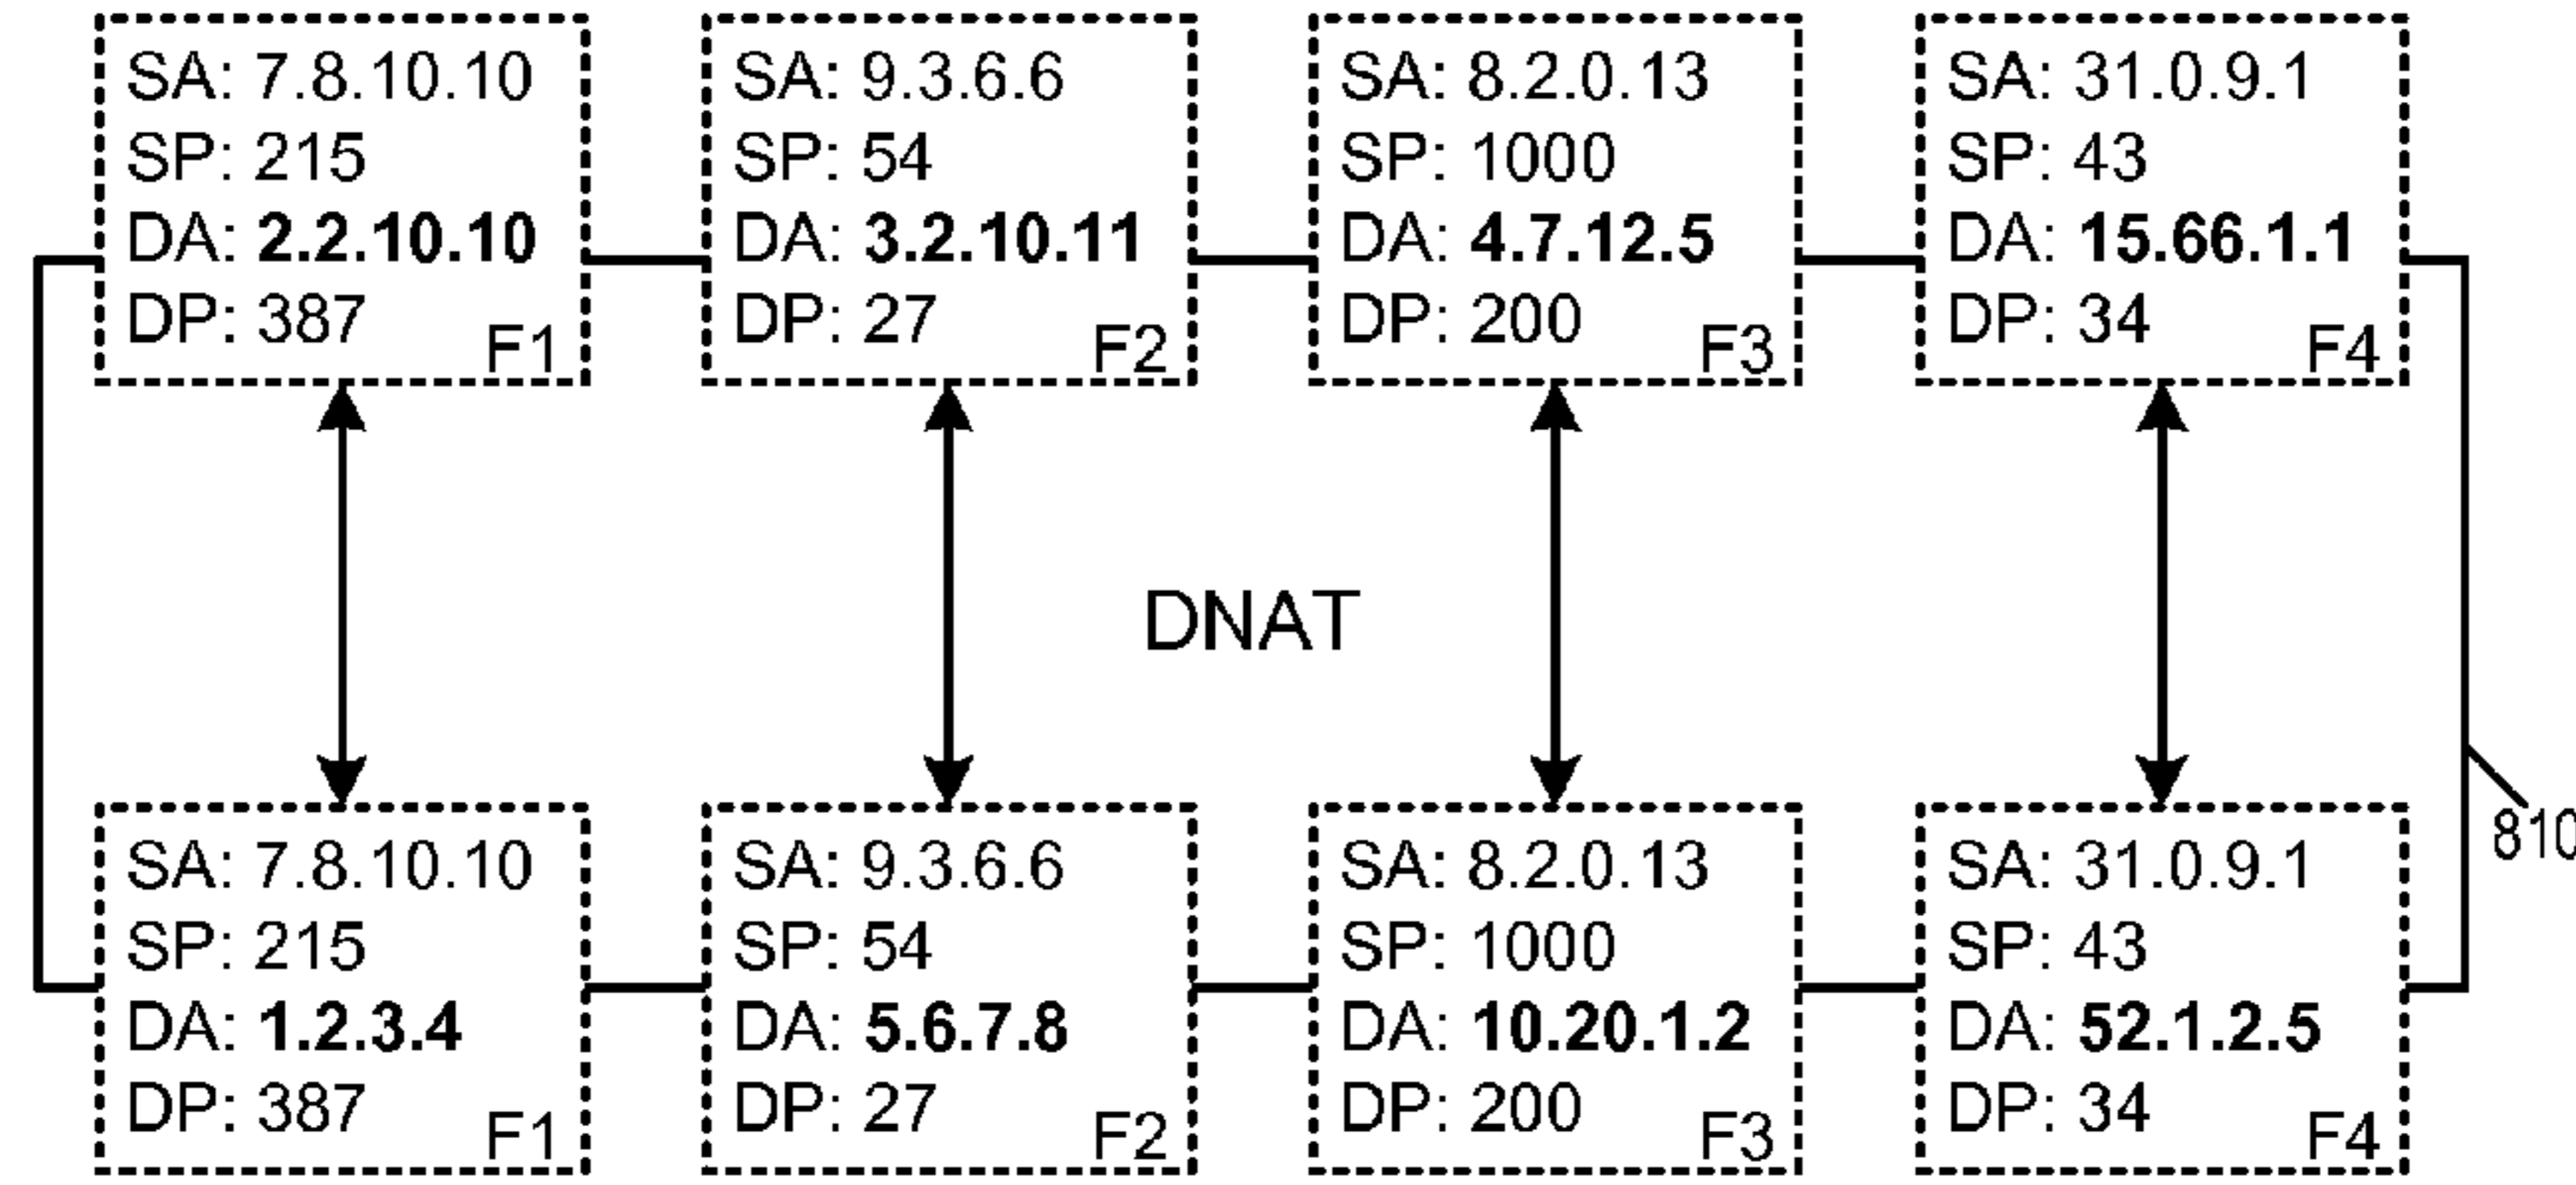 SA: 7.8.10.10
SP: 215
DA: 2.2.10.10
DP: 387
F1
SA: 9.3.6.6
SP: 54
DA: 3.2.10.11
DP: 27
F2
SA: 8.2.0.13
SP: 1000
DA: 4.7.12.5
DP: 200
F3
SA: 31.0.9.1
SP: 43
DA: 15.66.1.1
DP: 34
F4
DNAT
SA: 7.8.10.10
SP: 215
DA: 1.2.3.4
DP: 387
F1
SA: 9.3.6.6
SP: 54
DA: 5.6.7.8
DP: 27
F2
SA: 8.2.0.13
SP: 1000
DA: 10.20.1.2
DP: 200
F3
SA: 31.0.9.1
SP: 43
DA: 52.1.2.5
DP: 34
F4
810